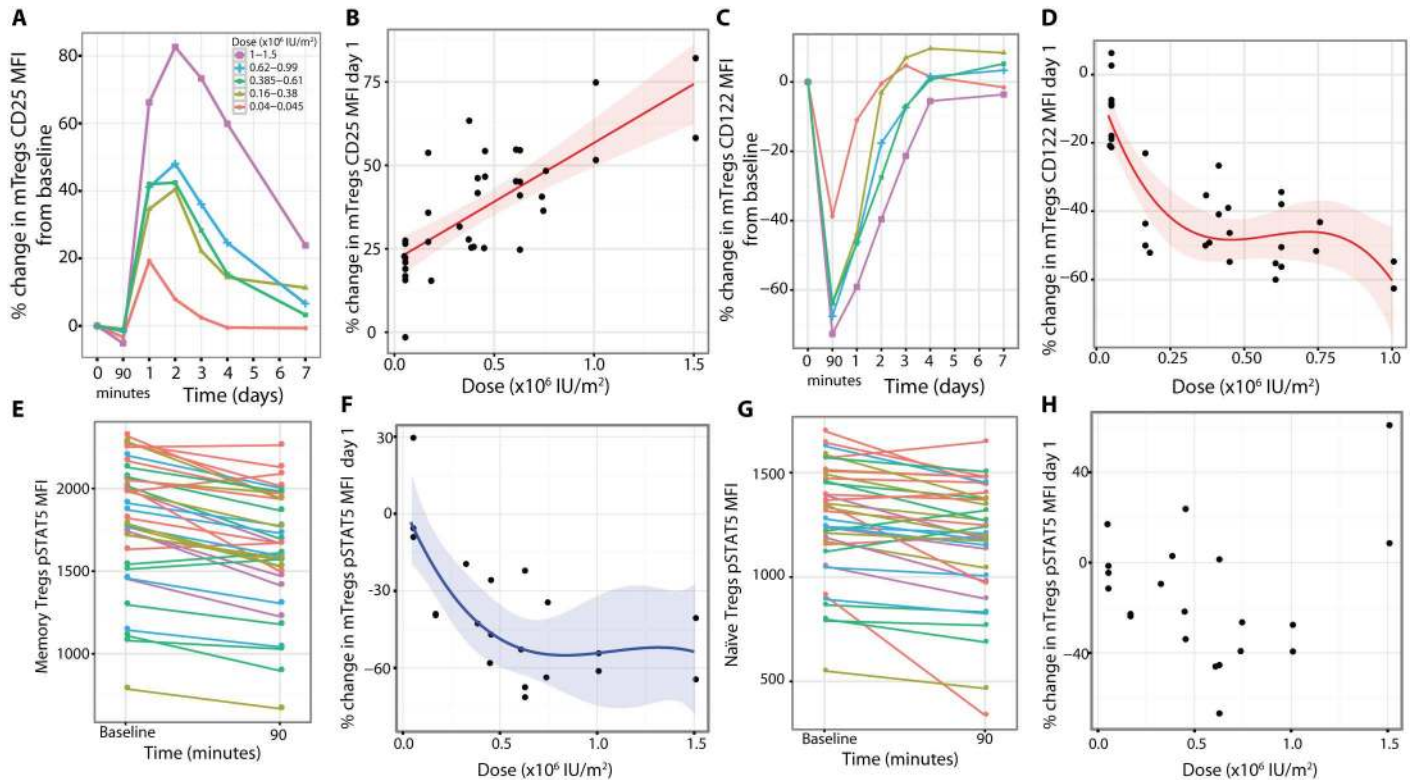 A
% change in mTregs CD25 MFI
from baseline
80
60
40
20
0
Dose (x10⁶ IU/m²)
1–1.5
0.62–0.99
0.385–0.61
0.16–0.38
0.04–0.045
0 90 1 2 3 4 5 6 7
minutes
Time (days)
B
% change in mTregs CD25 MFI day 1
75
50
25
0
0.0 0.5 1.0 1.5
Dose (x10⁶ IU/m²)
C
% change in mTregs CD122 MFI
from baseline
0
−20
−40
−60
0 90 1 2 3 4 5 6 7
minutes
Time (days)
D
% change in mTregs CD122 MFI day 1
0
−20
−40
−60
0.0 0.25 0.50 0.75 1.0
Dose (x10⁶ IU/m²)
E
Memory Tregs pSTAT5 MFI
2000
1500
1000
Baseline 90
Time (minutes)
F
% change in mTregs pSTAT5 MFI day 1
30
0
−30
−60
0.0 0.5 1.0 1.5
Dose (x10⁶ IU/m²)
G
Naïve Tregs pSTAT5 MFI
1500
1000
500
Baseline 90
Time (minutes)
H
% change in nTregs pSTAT5 MFI day 1
40
0
−40
0.0 0.5 1.0 1.5
Dose (x10⁶ IU/m²)